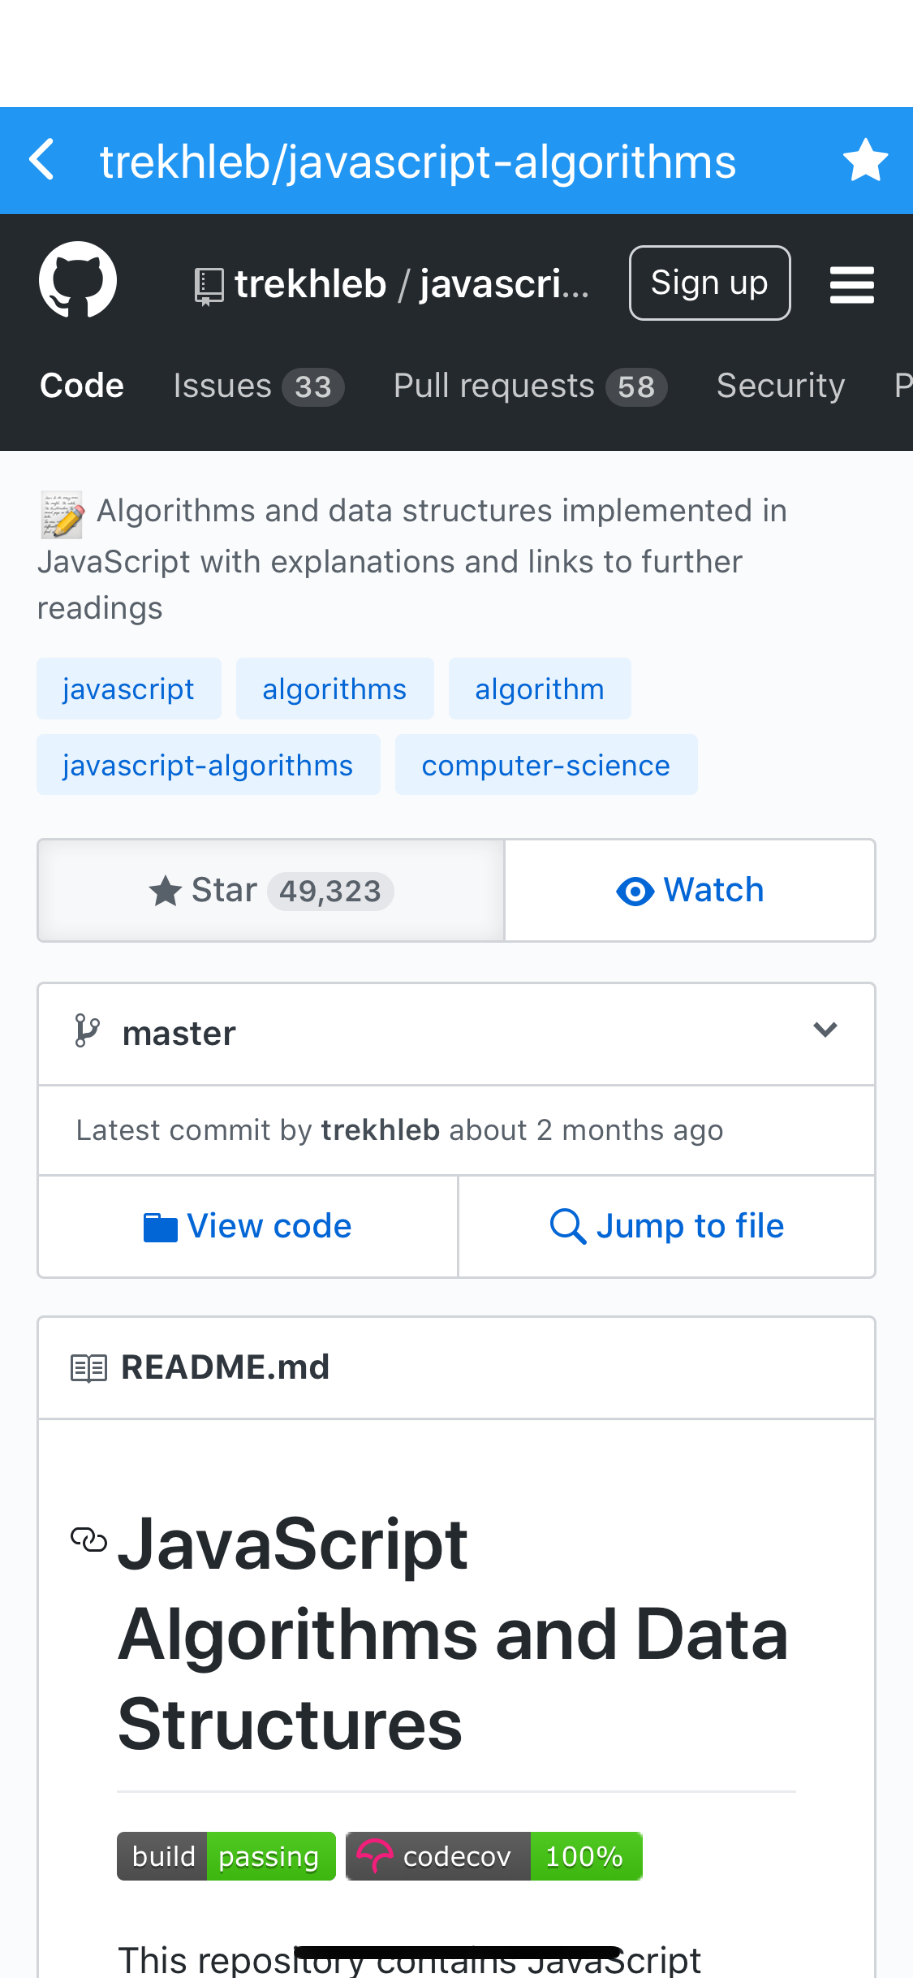 trekhleb/javascript-algorithms
trekhleb / javascri...
Sign up
Code Issues 33 Pull requests 58 Security P
Algorithms and data structures implemented in
JavaScript with explanations and links to further
readings
javascript algorithms algorithm
javascript-algorithms computer-science
Star 49,323 Watch
master
Latest commit by trekhleb about 2 months ago
View code Jump to file
README.md
JavaScript
Algorithms and Data
Structures
build passing codecov 100%
This repository contains JavaScript